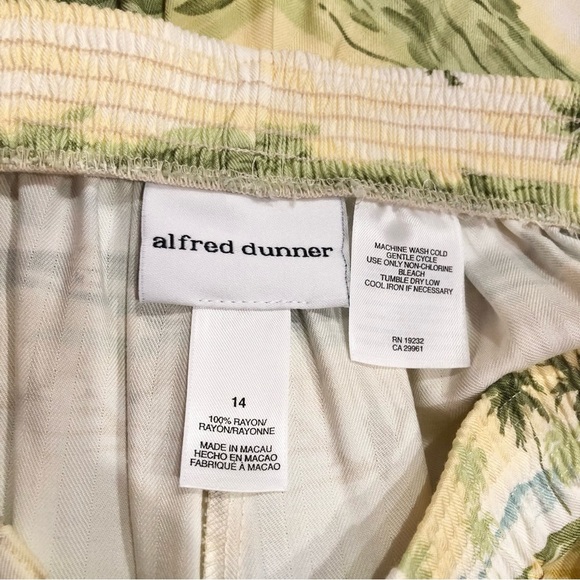 alfred dunner
14
100% RAYON/
RAYON/RAYONNE
MADE IN MACAU
HECHO EN MACAO
FABRIQUÉ À MACAO
MACHINE WASH COLD
GENTLE CYCLE
USE ONLY NON-CHLORINE
BLEACH
TUMBLE DRY LOW
COOL IRON IF NECESSARY
RN 19232
CA 29961